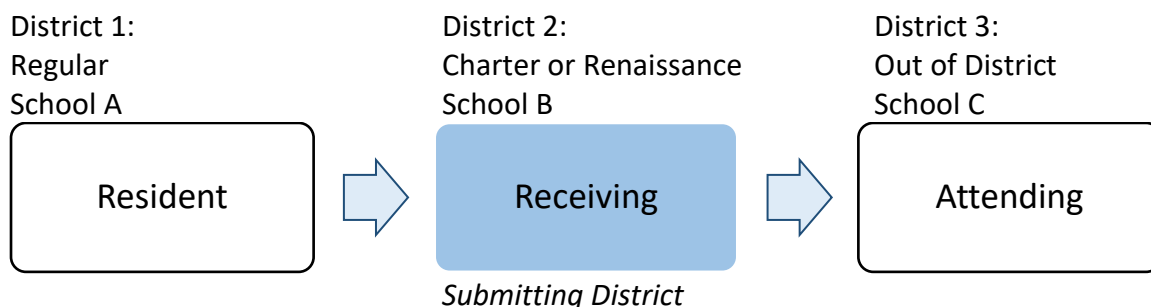 District 1:
Regular
School A
Resident
District 2:
Charter or Renaissance
School B
Receiving
Submitting District
District 3:
Out of District
School C
Attending